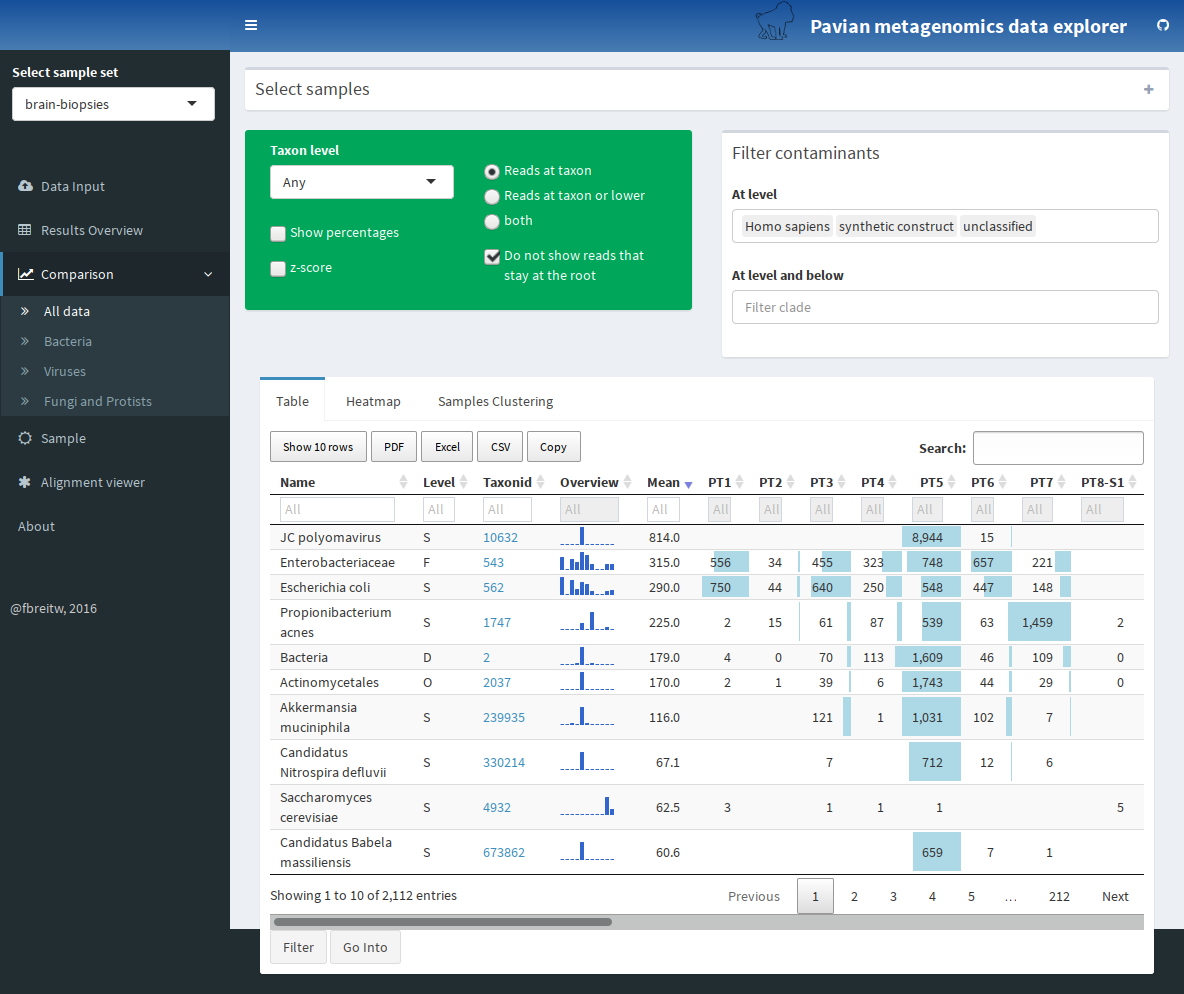 Pavian metagenomics data explorer
Select sample set
brain-biopsies
Data Input
Results Overview
Comparison
All data
Bacteria
Viruses
Fungi and Protists
Sample
Alignment viewer
About
@fbreitw, 2016
Select samples
Taxon level
Any
Show percentages
z-score
Reads at taxon
Reads at taxon or lower
both
Do not show reads that
stay at the root
Filter contaminants
At level
Homo sapiens synthetic construct unclassified
At level and below
Filter clade
Table Heatmap Samples Clustering
Show 10 rows PDF Excel CSV Copy Search:
Name Level Taxonid Overview Mean PT1 PT2 PT3 PT4 PT5 PT6 PT7 PT8-S1
All All All All All All All All All All All All All
JC polyomavirus S 10632 814.0 8,944 15
Enterobacteriaceae F 543 315.0 556 34 455 323 748 657 221
Escherichia coli S 562 290.0 750 44 640 250 548 447 148
Propionibacterium
acnes S 1747 225.0 2 15 61 87 539 63 1,459 2
Bacteria D 2 179.0 4 0 70 113 1,609 46 109 0
Actinomycetales O 2037 170.0 2 1 39 6 1,743 44 29 0
Akkermansia
muciniphila S 239935 116.0 121 1 1,031 102 7
Candidatus
Nitrospira defluvii S 330214 67.1 7 712 12 6
Saccharomyces
cerevisiae S 4932 62.5 3 1 1 1 5
Candidatus Babela
massiliensis S 673862 60.6 659 7 1
Showing 1 to 10 of 2,112 entries Previous 1 2 3 4 5 … 212 Next
Filter Go Into